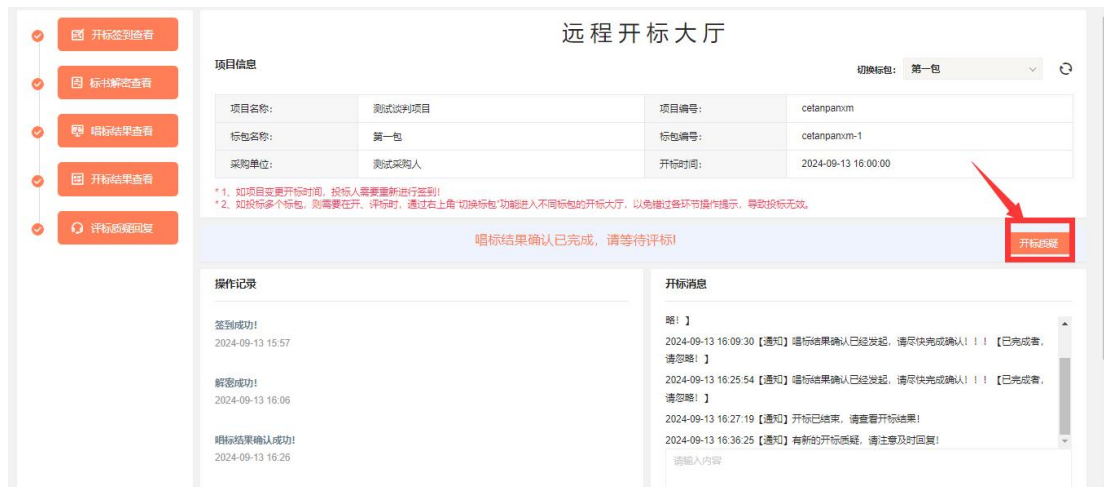 开标签到查看
标书解密查看
唱标结果查看
开标结果查看
评标质疑回复
远程开标大厅
项目信息
切换标包： 第一包
项目名称： 测试谈判项目 项目编号： cetanpanxm
标包名称： 第一包 标包编号： cetanpanxm-1
采购单位： 测试采购人 开标时间： 2024-09-13 16:00:00
* 1、如项目变更开标时间，投标人需要重新进行签到！
* 2、如投标多个标包，则需要在开、评标时，通过右上角“切换标包”功能进入不同标包的开标大厅，以免错过各环节操作提示，导致投标无效。
唱标结果确认已完成，请等待评标!
开标质疑
操作记录
签到成功!
2024-09-13 15:57
解密成功!
2024-09-13 16:06
唱标结果确认成功!
2024-09-13 16:26
开标消息
略！】
2024-09-13 16:09:30【通知】唱标结果确认已经发起，请尽快完成确认！！！【已完成者，
请忽略！】
2024-09-13 16:25:54【通知】唱标结果确认已经发起，请尽快完成确认！！！【已完成者，
请忽略！】
2024-09-13 16:27:19【通知】开标已结束，请查看开标结果！
2024-09-13 16:36:25【通知】有新的开标质疑，请注意及时回复！
请输入内容